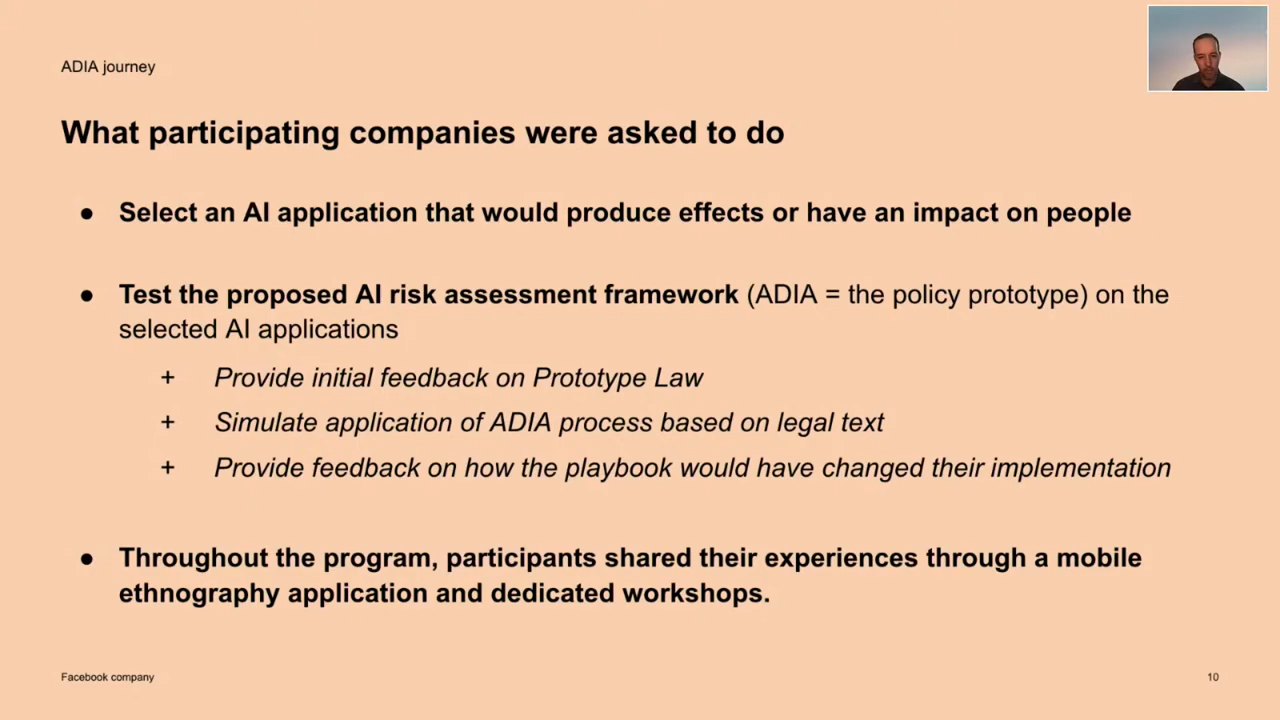 ADIA journey
What participating companies were asked to do
● Select an AI application that would produce effects or have an impact on people
● Test the proposed AI risk assessment framework (ADIA = the policy prototype) on the
selected AI applications
+ Provide initial feedback on Prototype Law
+ Simulate application of ADIA process based on legal text
+ Provide feedback on how the playbook would have changed their implementation
● Throughout the program, participants shared their experiences through a mobile
ethnography application and dedicated workshops.
Facebook company
10